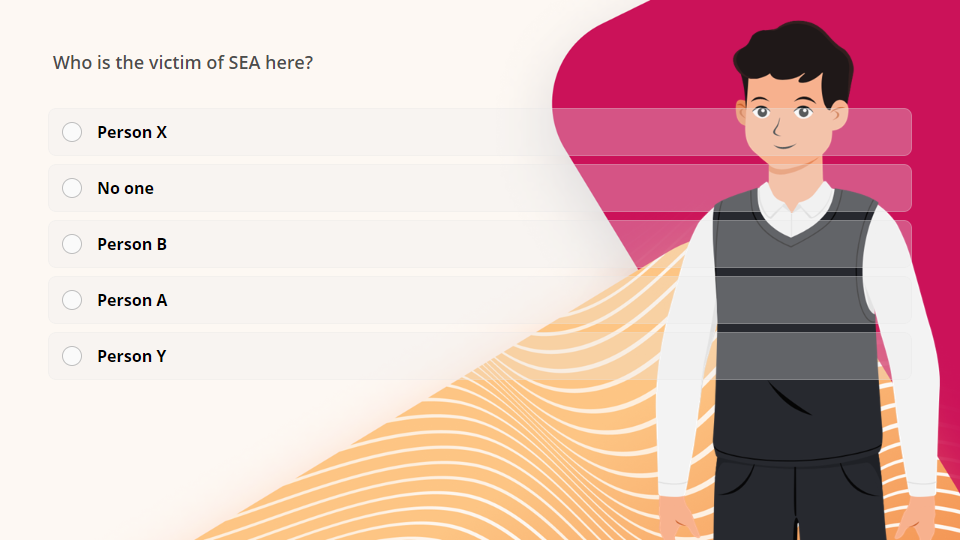 Who is the victim of SEA here?
Person X
No one
Person B
Person A
Person Y